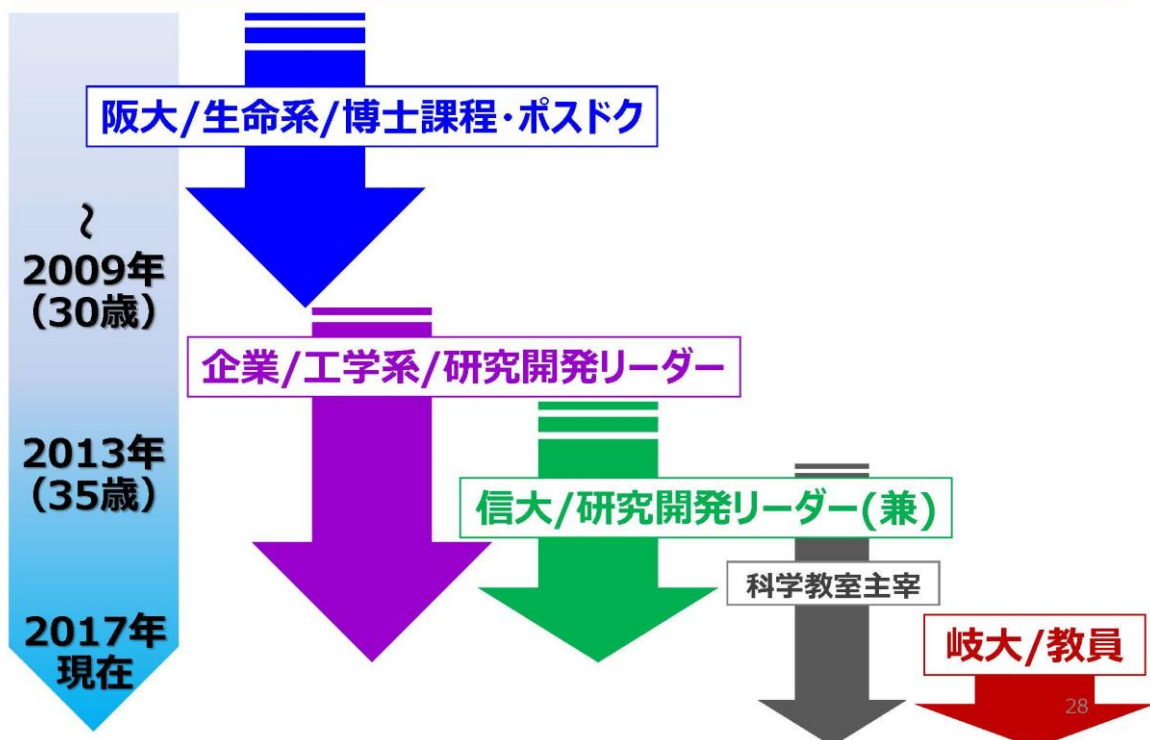 阪大/生命系/博士課程・ポスドク
～
2009年
（30歳）
企業/工学系/研究開発リーダー
2013年
（35歳）
信大/研究開発リーダー(兼)
科学教室主宰
2017年
現在
岐大/教員
28